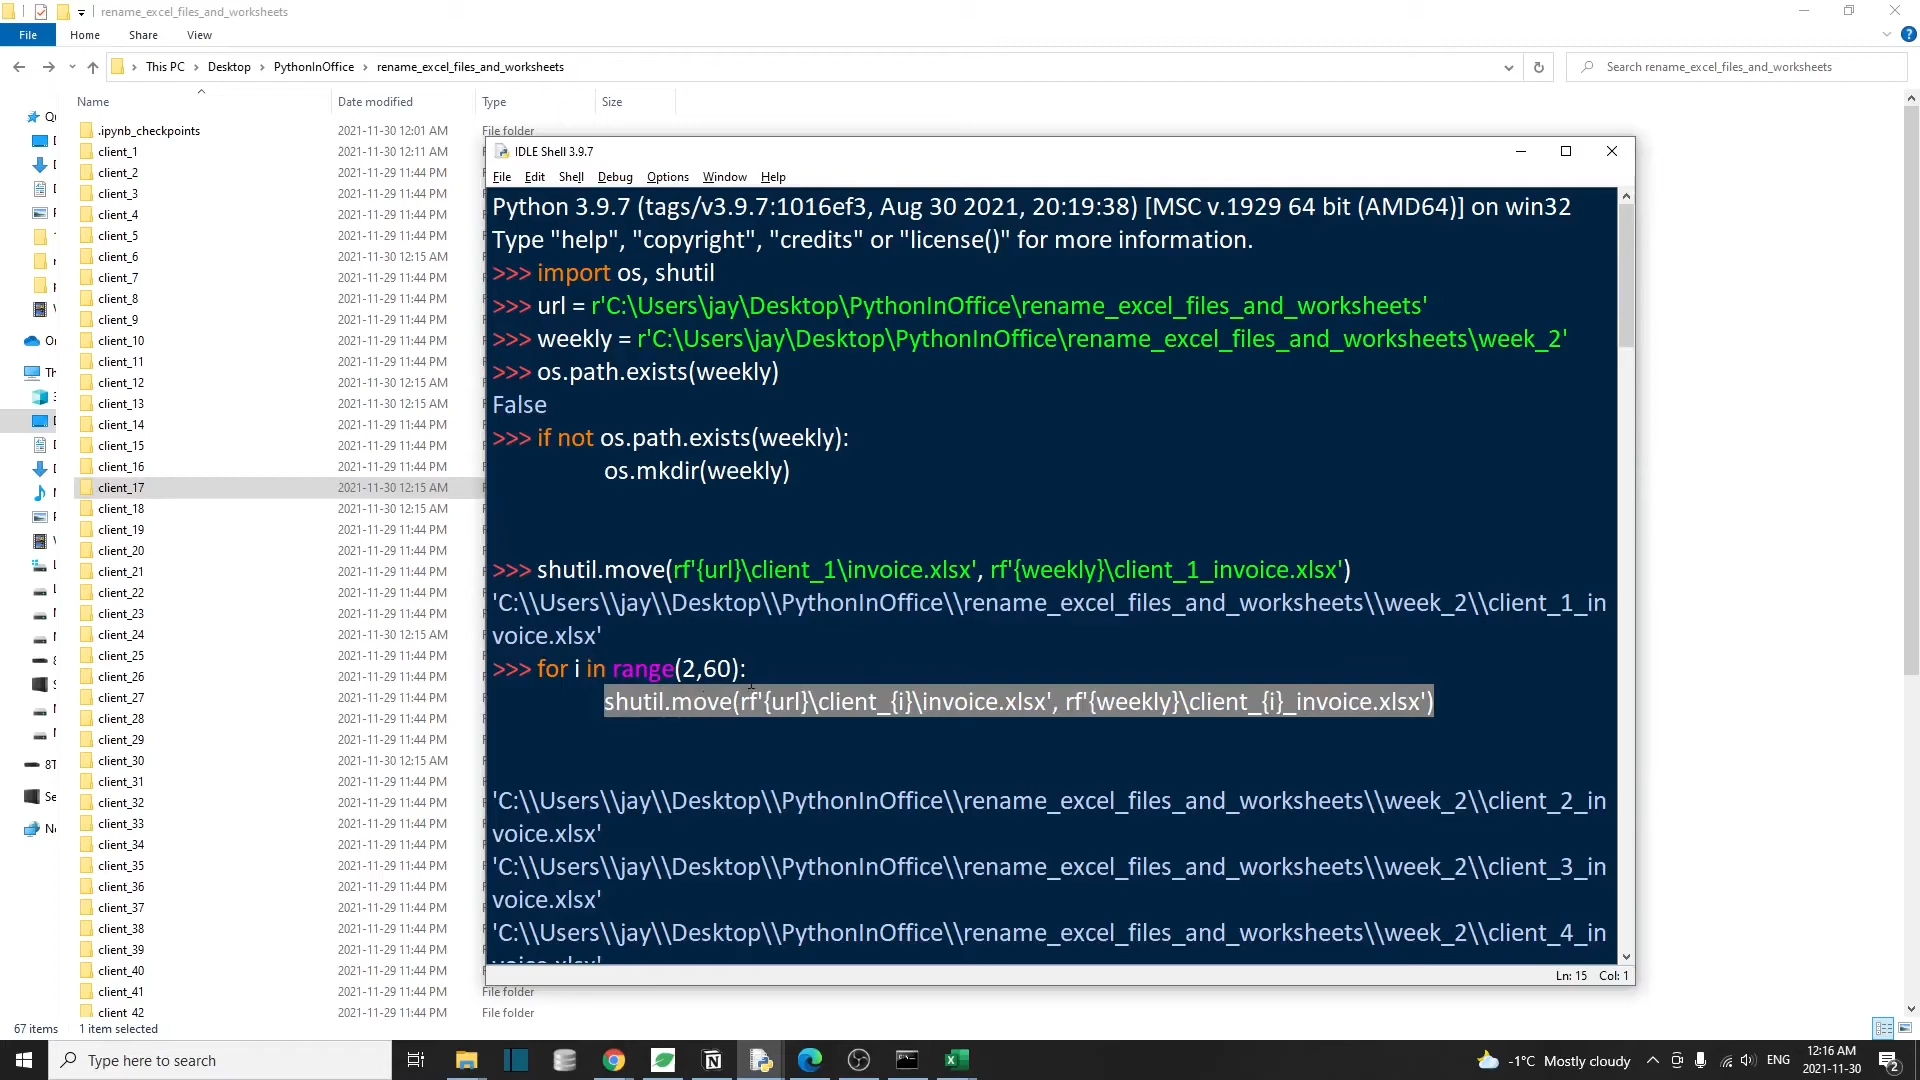 rename_excel_files_and_worksheets
File Home Share View
This PC Desktop PythonInOffice rename_excel_files_and_worksheets
Search rename_excel_files_and_worksheets
Name Date modified Type Size
.ipynb_checkpoints 2021-11-30 12:01 AM File folder
client_1 2021-11-30 12:11 AM
client_2 2021-11-29 11:44 PM
client_3 2021-11-29 11:44 PM
client_4 2021-11-29 11:44 PM
client_5 2021-11-29 11:44 PM
client_6 2021-11-30 12:15 AM
client_7 2021-11-29 11:44 PM
client_8 2021-11-29 11:44 PM
client_9 2021-11-29 11:44 PM
client_10 2021-11-29 11:44 PM
client_11 2021-11-29 11:44 PM
client_12 2021-11-30 12:15 AM
client_13 2021-11-30 12:15 AM
client_14 2021-11-29 11:44 PM
client_15 2021-11-29 11:44 PM
client_16 2021-11-29 11:44 PM
client_17 2021-11-30 12:15 AM
client_18 2021-11-30 12:15 AM
client_19 2021-11-29 11:44 PM
client_20 2021-11-29 11:44 PM
client_21 2021-11-29 11:44 PM
client_22 2021-11-29 11:44 PM
client_23 2021-11-29 11:44 PM
client_24 2021-11-30 12:15 AM
client_25 2021-11-29 11:44 PM
client_26 2021-11-29 11:44 PM
client_27 2021-11-29 11:44 PM
client_28 2021-11-29 11:44 PM
client_29 2021-11-29 11:44 PM
client_30 2021-11-30 12:15 AM
client_31 2021-11-29 11:44 PM
client_32 2021-11-29 11:44 PM
client_33 2021-11-29 11:44 PM
client_34 2021-11-29 11:44 PM
client_35 2021-11-29 11:44 PM
client_36 2021-11-29 11:44 PM
client_37 2021-11-29 11:44 PM
client_38 2021-11-29 11:44 PM
client_39 2021-11-29 11:44 PM
client_40 2021-11-29 11:44 PM
client_41 2021-11-29 11:44 PM File folder
client_42 2021-11-29 11:44 PM File folder
67 items 1 item selected
IDLE Shell 3.9.7
File Edit Shell Debug Options Window Help
Python 3.9.7 (tags/v3.9.7:1016ef3, Aug 30 2021, 20:19:38) [MSC v.1929 64 bit (AMD64)] on win32
Type "help", "copyright", "credits" or "license()" for more information.
>>> import os, shutil
>>> url = r'C:\Users\jay\Desktop\PythonInOffice\rename_excel_files_and_worksheets'
>>> weekly = r'C:\Users\jay\Desktop\PythonInOffice\rename_excel_files_and_worksheets\week_2'
>>> os.path.exists(weekly)
False
>>> if not os.path.exists(weekly):
os.mkdir(weekly)
>>> shutil.move(rf'{url}\client_1\invoice.xlsx', rf'{weekly}\client_1_invoice.xlsx')
'C:\\Users\\jay\\Desktop\\PythonInOffice\\rename_excel_files_and_worksheets\\week_2\\client_1_in
voice.xlsx'
>>> for i in range(2,60):
shutil.move(rf'{url}\client_{i}\invoice.xlsx', rf'{weekly}\client_{i}_invoice.xlsx')
'C:\\Users\\jay\\Desktop\\PythonInOffice\\rename_excel_files_and_worksheets\\week_2\\client_2_in
voice.xlsx'
'C:\\Users\\jay\\Desktop\\PythonInOffice\\rename_excel_files_and_worksheets\\week_2\\client_3_in
voice.xlsx'
'C:\\Users\\jay\\Desktop\\PythonInOffice\\rename_excel_files_and_worksheets\\week_2\\client_4_in
voice.xlsx'
Ln: 15 Col: 1
Type here to search
-1°C Mostly cloudy ENG 12:16 AM
2021-11-30
2